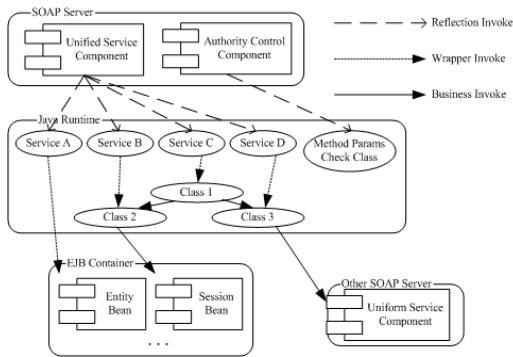 SOAP Server
Unified Service
Component
Authority Control
Component
Reflection Invoke
Wrapper Invoke
Business Invoke
Java Runtime
Service A
Service B
Service C
Service D
Method Params
Check Class
Class 1
Class 2
Class 3
EJB Container
Entity
Bean
Session
Bean
. . .
Other SOAP Server
Uniform Service
Component